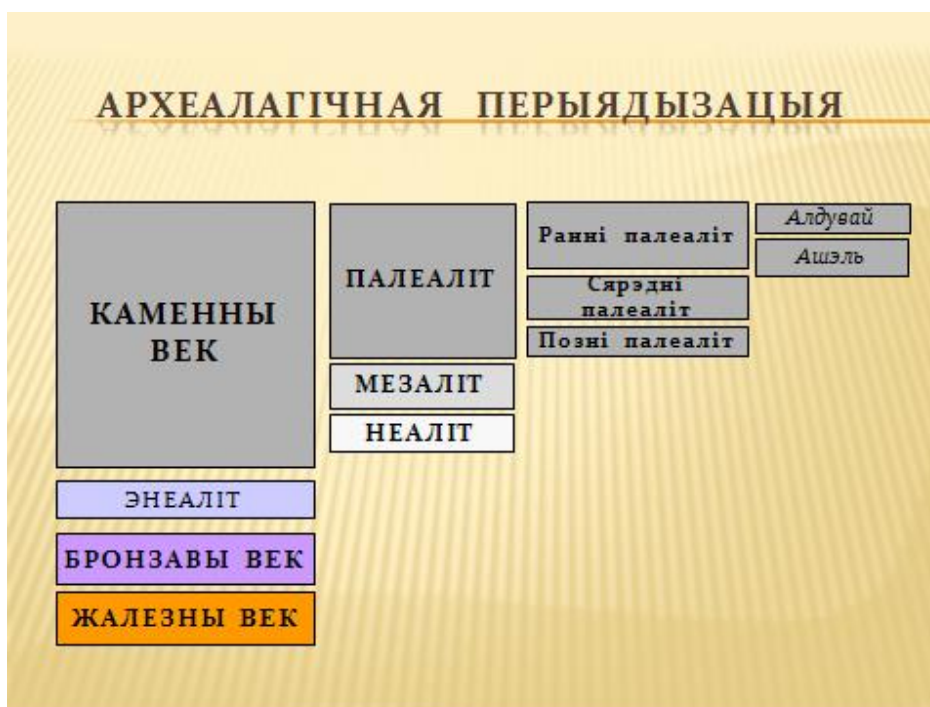 АРХЕАЛАГІЧНАЯ ПЕРЫЯДЫЗАЦЫЯ
КАМЕННЫ
ВЕК
ПАЛЕАЛІТ
Ранні палеаліт
Алдувай
Ашэль
Сярэдні
палеаліт
Позні палеаліт
МЕЗАЛІТ
НЕАЛІТ
ЭНЕАЛІТ
БРОНЗАВЫ ВЕК
ЖАЛЕЗНЫ ВЕК